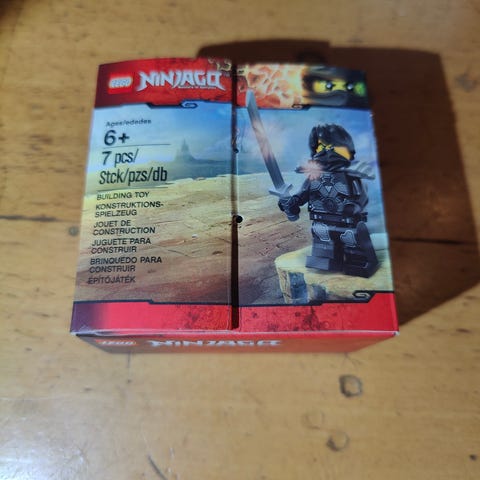 LEGO NINJAGO
Ages/edades
6+
7 pcs/
Stck/pzs/db
BUILDING TOY
KONSTRUKTIONS-
SPIELZEUG
JOUET DE
CONSTRUCTION
JUGUETE PARA
CONSTRUIR
BRINQUEDO PARA
CONSTRUIR
ÉPÍTŐJÁTÉK
LEGO NINJAGO